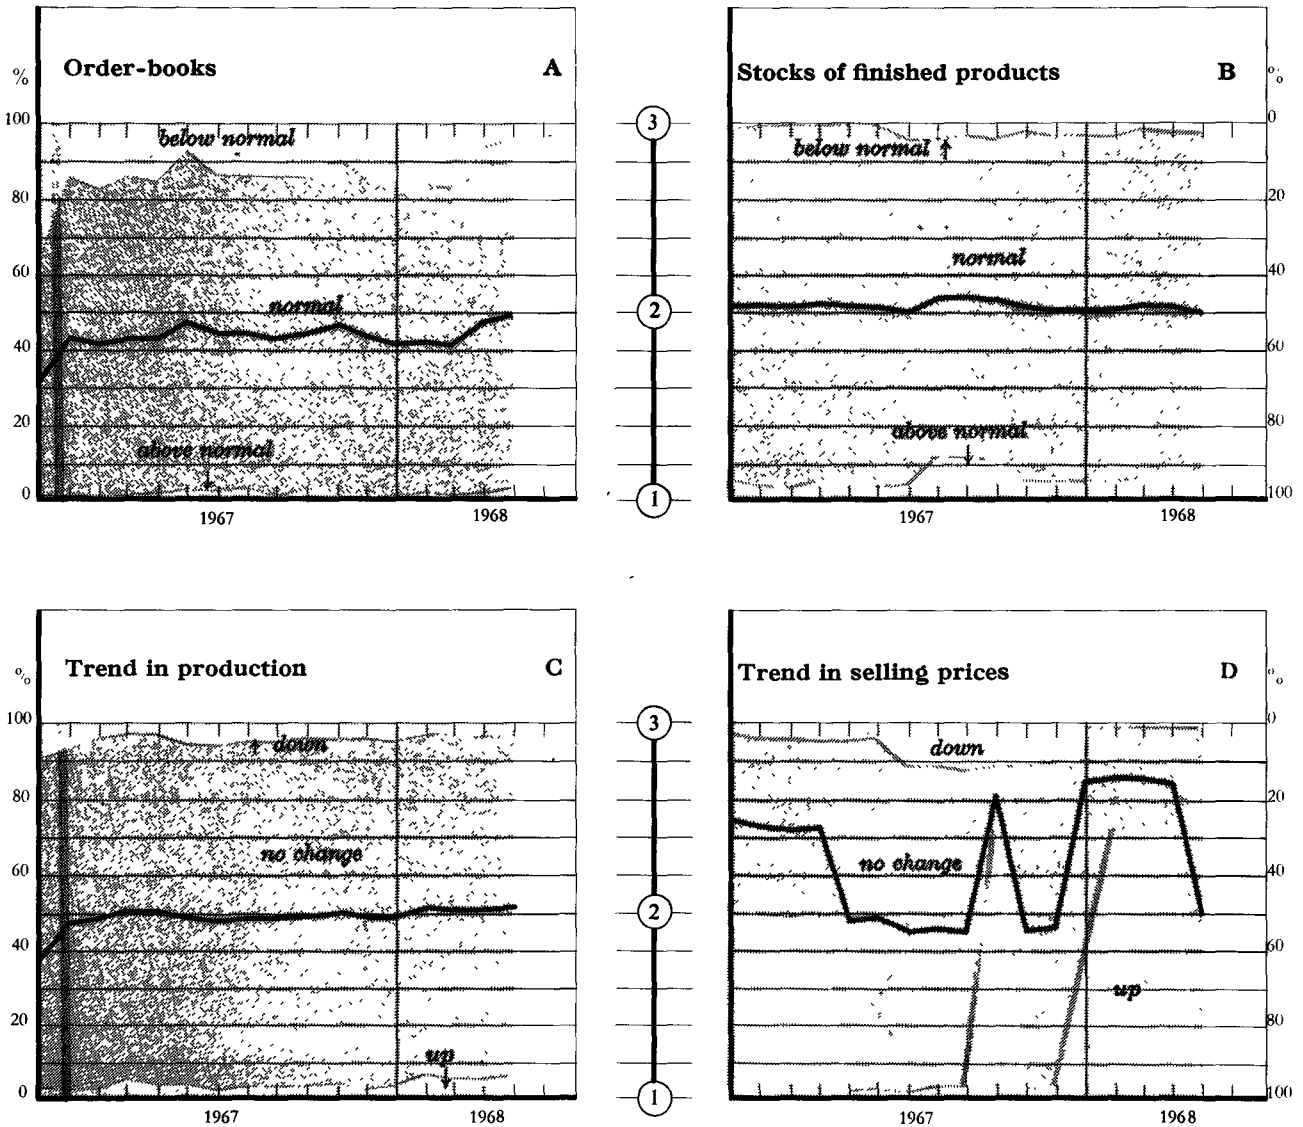 Order-books A
%
100
80
60
40
20
0
below normal
normal
above normal
1967 1968
3
2
1
Stocks of finished products B
%
0
20
40
60
80
100
below normal
normal
above normal
1967 1968
Trend in production C
%
100
80
60
40
20
0
down
no change
up
1967 1968
3
2
1
Trend in selling prices D
%
0
20
40
60
80
100
down
no change
up
1967 1968